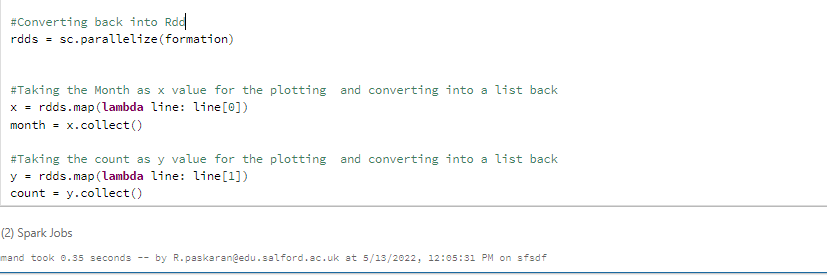 #Converting back into Rdd
rdds = sc.parallelize(formation)
#Taking the Month as x value for the plotting  and converting into a list back
x = rdds.map(lambda line: line[0])
month = x.collect()
#Taking the count as y value for the plotting  and converting into a list back
y = rdds.map(lambda line: line[1])
count = y.collect()
(2) Spark Jobs
mand took 0.35 seconds -- by R.paskaran@edu.salford.ac.uk at 5/13/2022, 12:05:31 PM on sfsdf